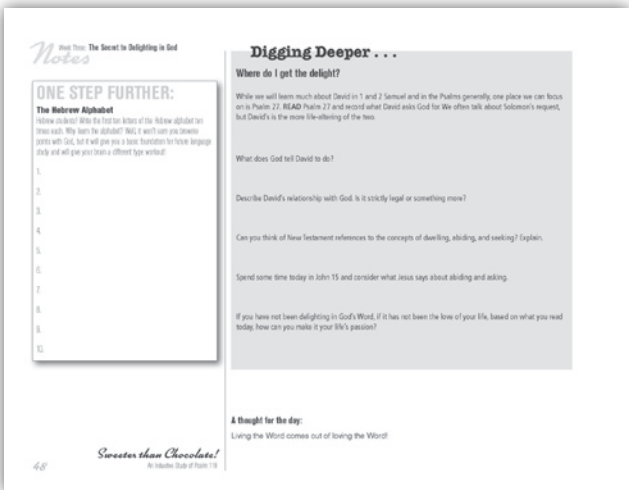 Notes
Week Three: The Secret to Delighting in God
ONE STEP FURTHER:
The Hebrew Alphabet
Hebrew students! Write the first ten letters of the Hebrew alphabet ten
times each. Why learn the alphabet? Well, it won't earn you brownie
points with God, but it will give you a basic foundation for future language
study and will give your brain a different type workout!
1.
2.
3.
4.
5.
6.
7.
8.
9.
10.
Digging Deeper . . .
Where do I get the delight?
While we will learn much about David in 1 and 2 Samuel and in the Psalms generally, one place we can focus
on is Psalm 27. READ Psalm 27 and record what David asks God for We often talk about Solomon's request,
but David's is the more life-altering of the two.
What does God tell David to do?
Describe David's relationship with God. Is it strictly legal or something more?
Can you think of New Testament references to the concepts of dwelling, abiding, and seeking? Explain.
Spend some time today in John 15 and consider what Jesus says about abiding and asking.
If you have not been delighting in God's Word, if it has not been the love of your life, based on what you read
today, how can you make it your life's passion?
A thought for the day:
Living the Word comes out of loving the Word!
48
Sweeter than Chocolate!
An Inductive Study of Psalm 119